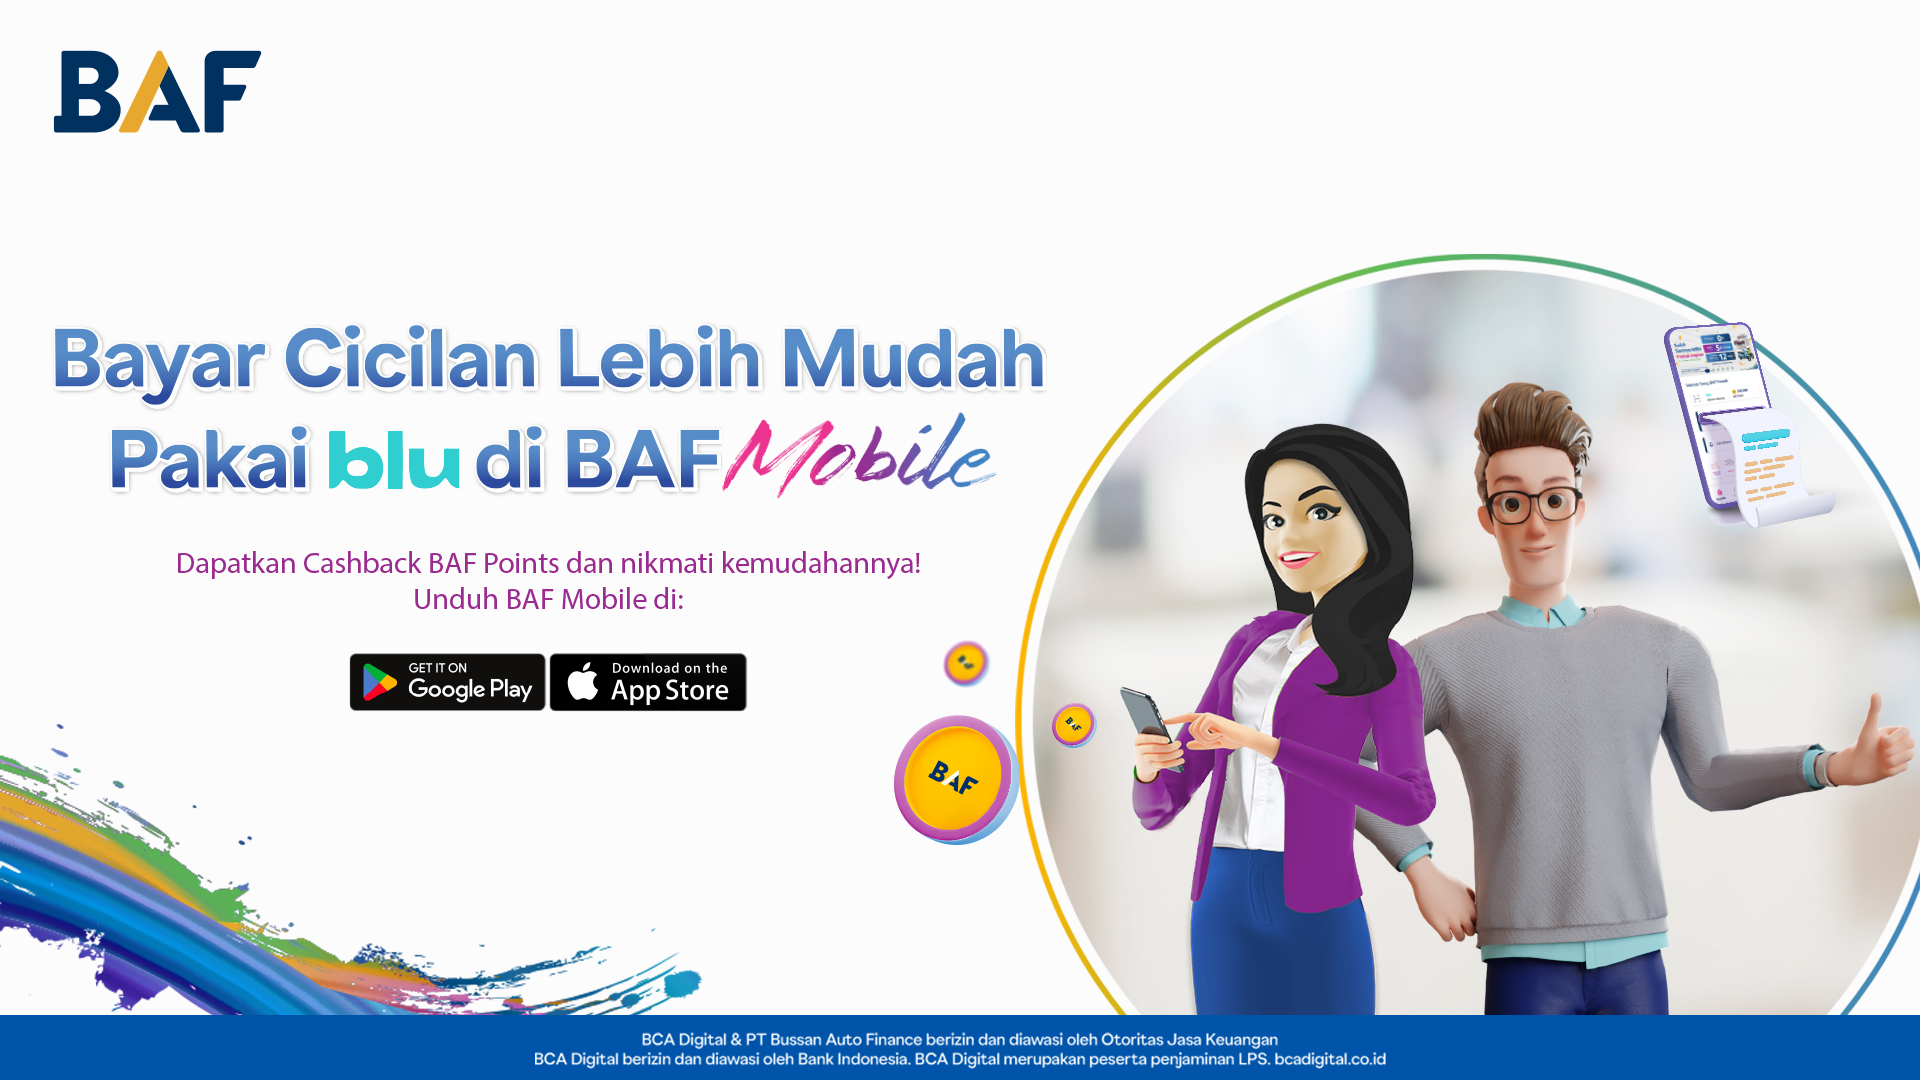 BAF
Bayar Cicilan Lebih Mudah
Pakai blu di BAF Mobile
Dapatkan Cashback BAF Points dan nikmati kemudahannya!
Unduh BAF Mobile di:
GET IT ON
Google Play
Download on the
App Store
BAF
BAF
BCA Digital & PT Bussan Auto Finance berizin dan diawasi oleh Otoritas Jasa Keuangan
BCA Digital berizin dan diawasi oleh Bank Indonesia. BCA Digital merupakan peserta penjaminan LPS. bcadigital.co.id